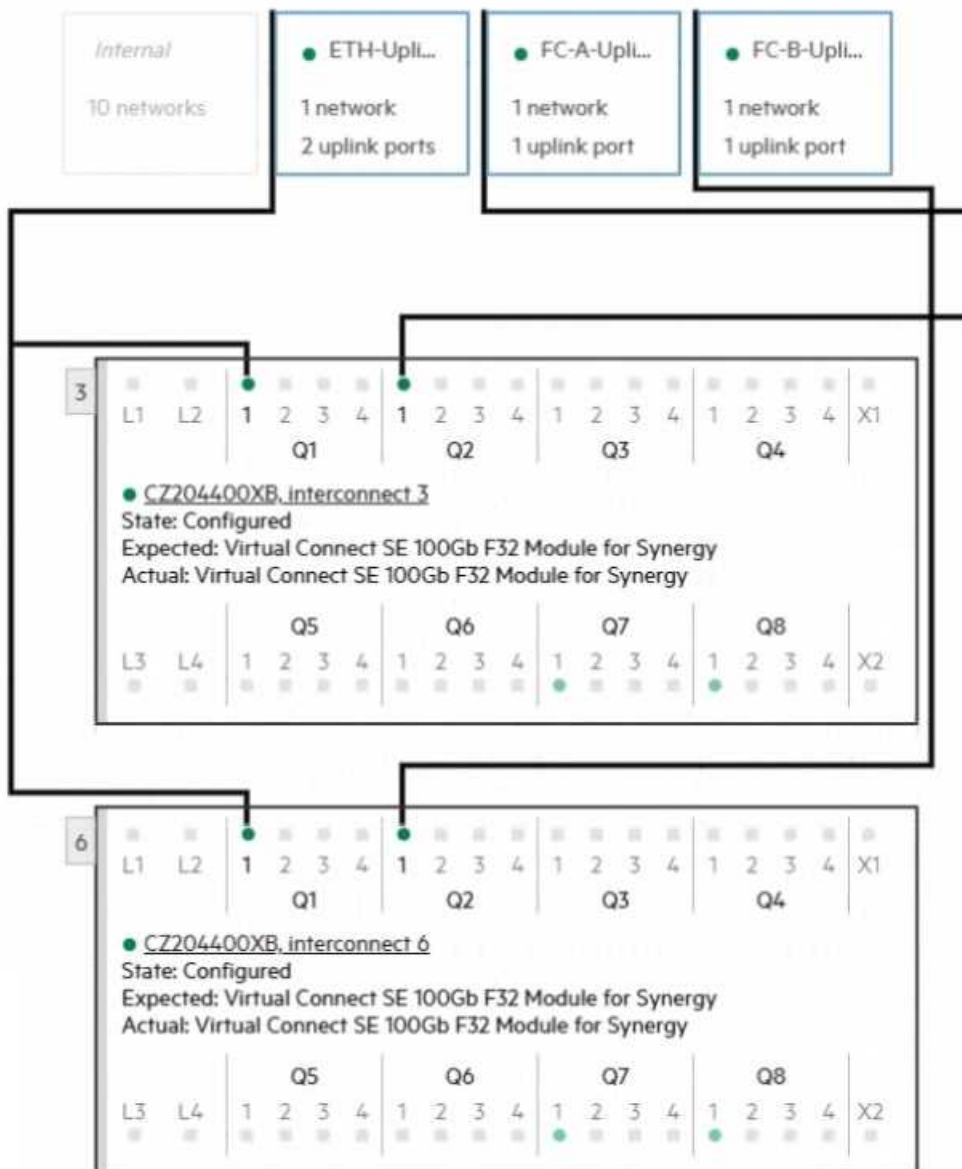 Internal
10 networks
ETH-Upli...
1 network
2 uplink ports
FC-A-Upli...
1 network
1 uplink port
FC-B-Upli...
1 network
1 uplink port
3
L1 L2 1 2 3 4 1 2 3 4 1 2 3 4 1 2 3 4 X1
Q1 Q2 Q3 Q4
CZ204400XB, interconnect 3
State: Configured
Expected: Virtual Connect SE 100Gb F32 Module for Synergy
Actual: Virtual Connect SE 100Gb F32 Module for Synergy
Q5 Q6 Q7 Q8
L3 L4 1 2 3 4 1 2 3 4 1 2 3 4 1 2 3 4 X2
6
L1 L2 1 2 3 4 1 2 3 4 1 2 3 4 1 2 3 4 X1
Q1 Q2 Q3 Q4
CZ204400XB, interconnect 6
State: Configured
Expected: Virtual Connect SE 100Gb F32 Module for Synergy
Actual: Virtual Connect SE 100Gb F32 Module for Synergy
Q5 Q6 Q7 Q8
L3 L4 1 2 3 4 1 2 3 4 1 2 3 4 1 2 3 4 X2